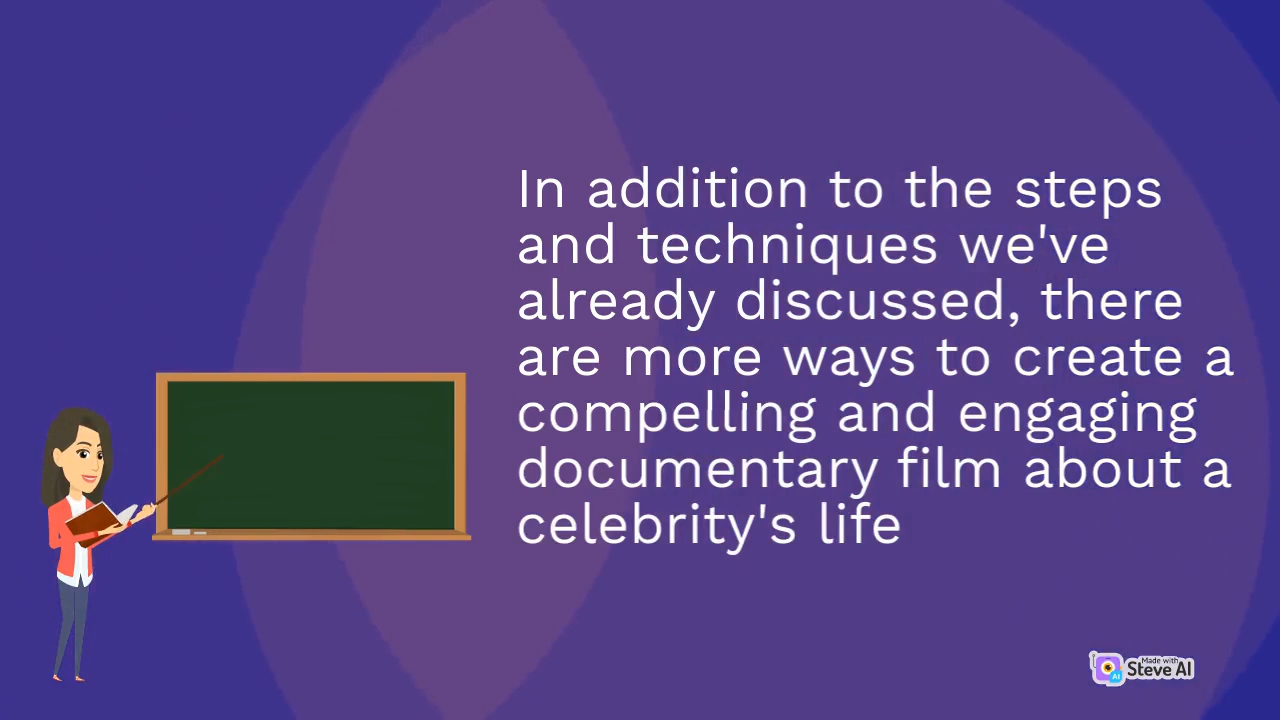 In addition to the steps
and techniques we've
already discussed, there
are more ways to create a
compelling and engaging
documentary film about a
celebrity's life
Made with
Steve AI
AI